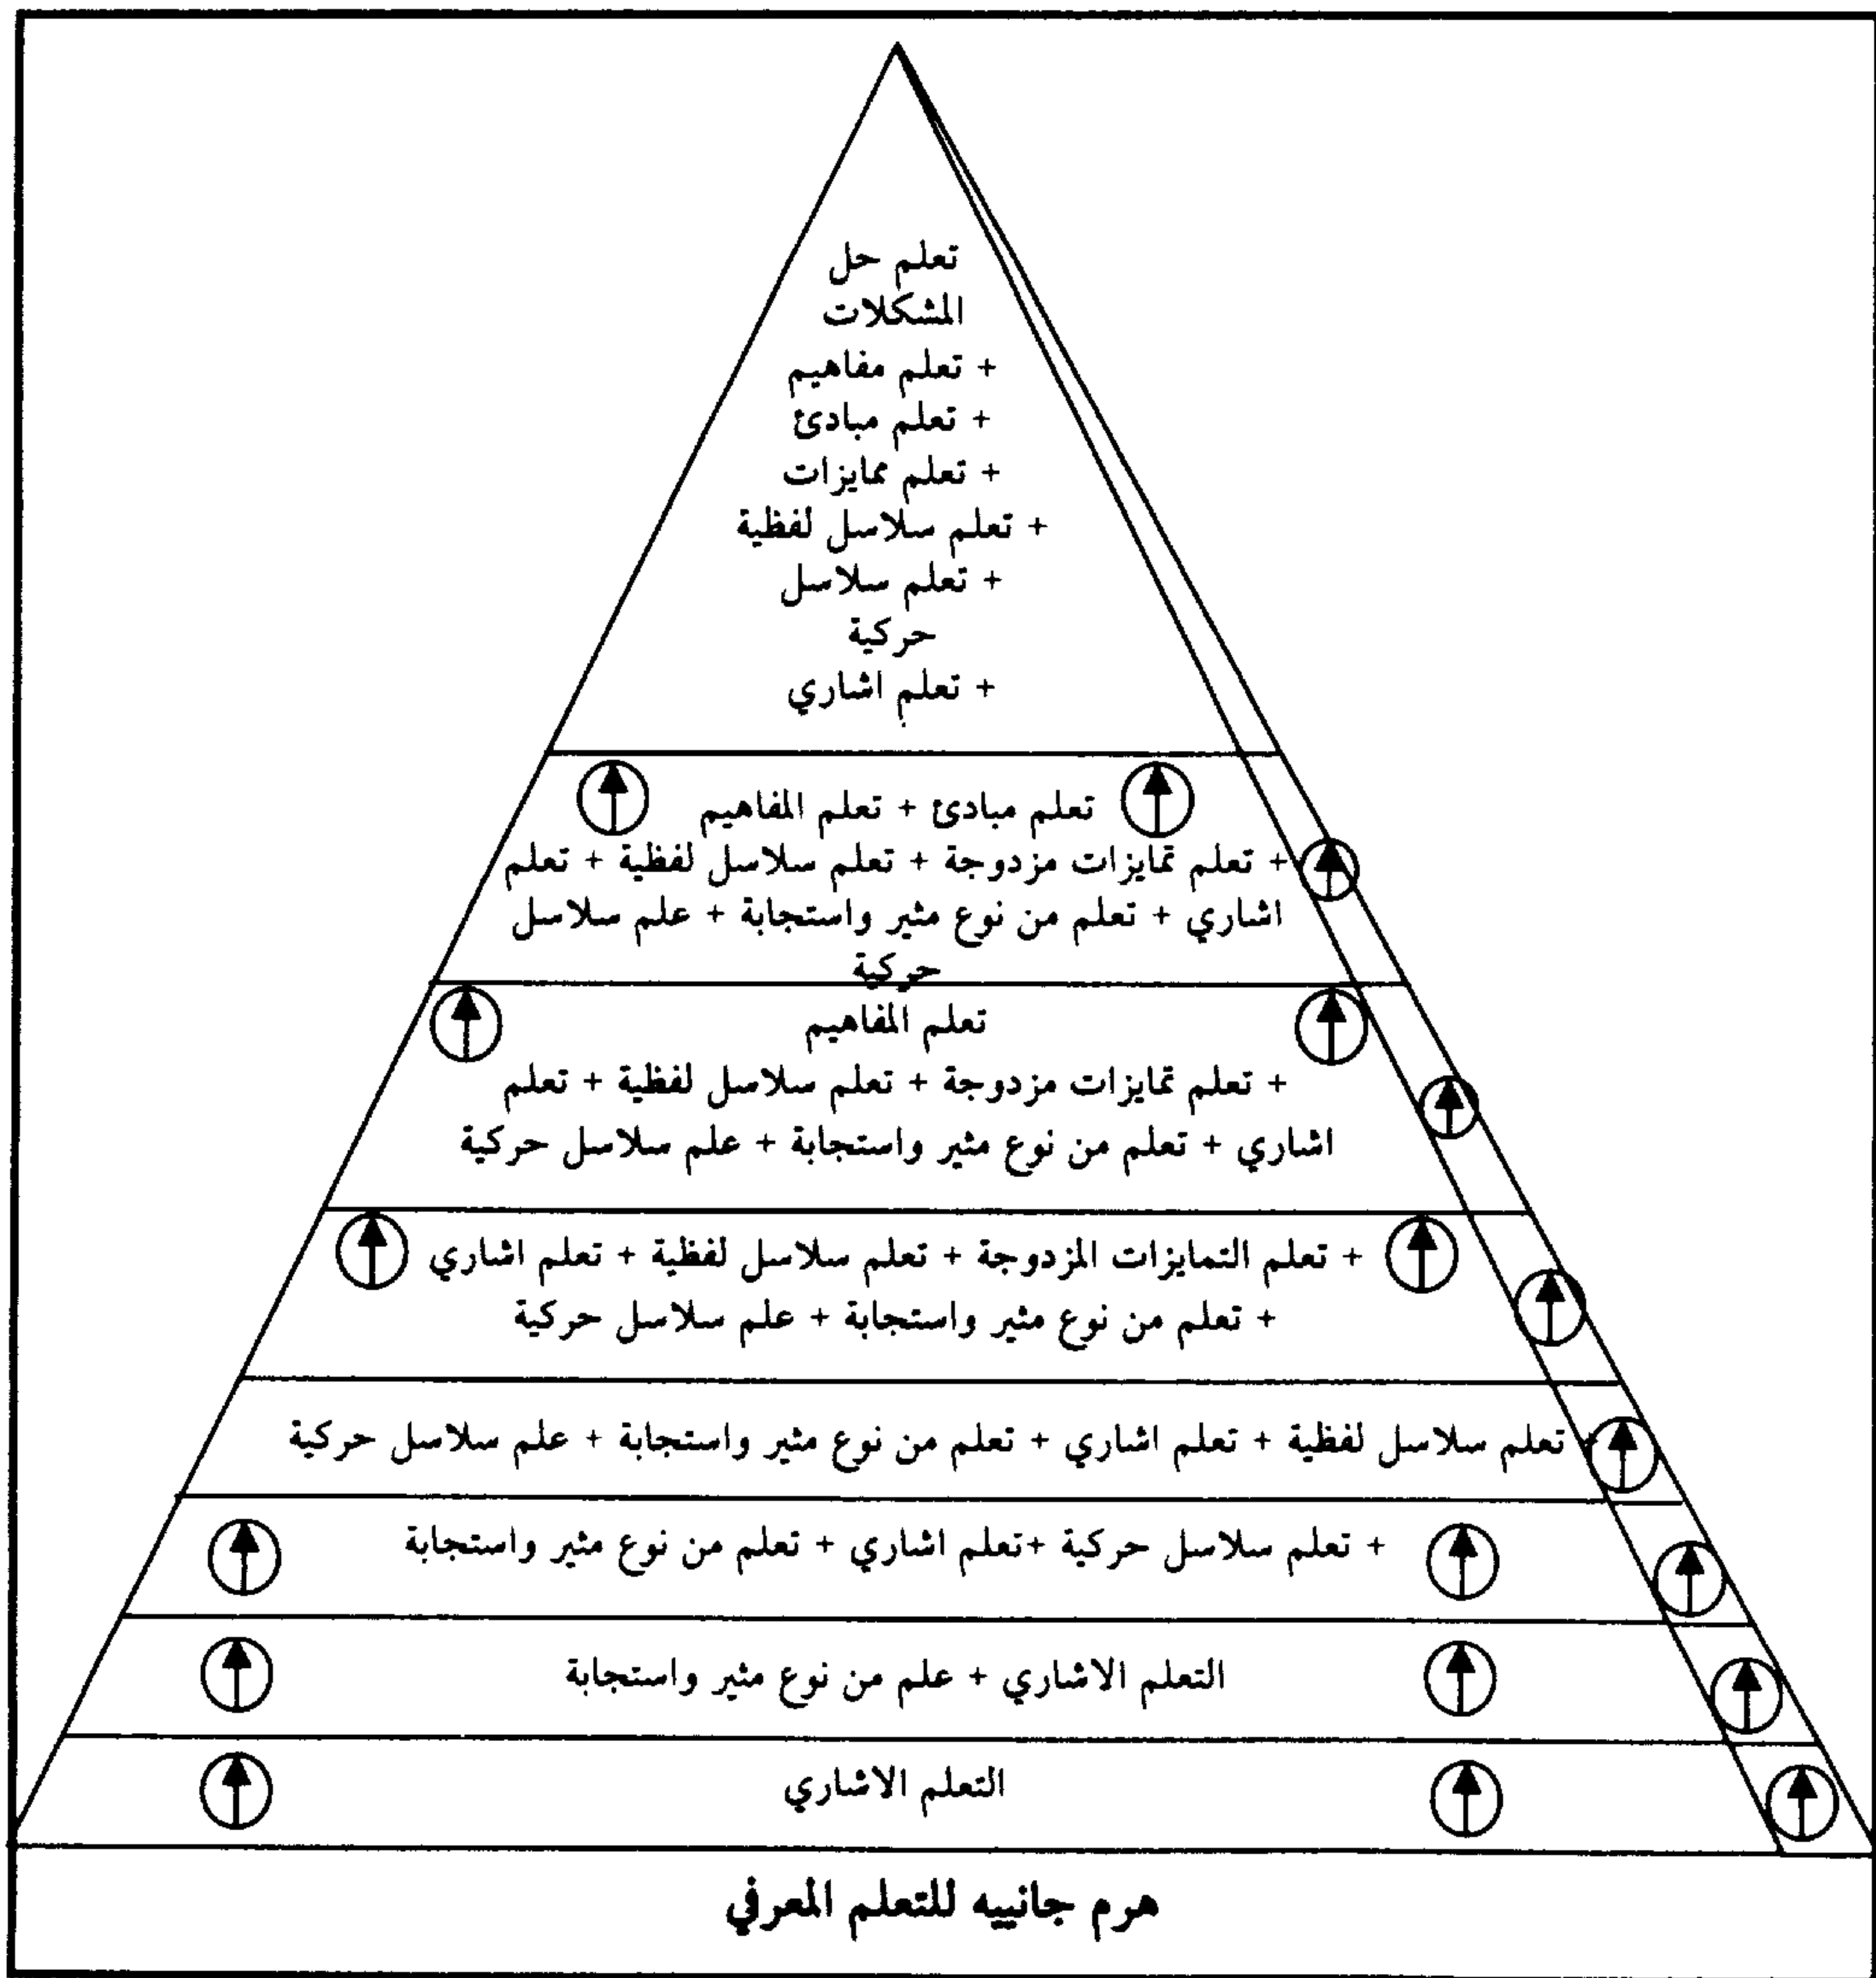 تعلم حل
المشكلات
+ تعلم مفاهيم
+ تعلم مبادئ
+ تعلم ممايزات
+ تعلم سلاسل لفظية
+ تعلم سلاسل
حركية
+ تعلم اشاري
تعلم مبادئ + تعلم المفاهيم
+ تعلم تمايزات مزدوجة + تعلم سلاسل لفظية + تعلم
اشاري + تعلم من نوع مثير واستجابة + علم سلاسل
حركية
تعلم المفاهيم
+ تعلم تمايزات مزدوجة + تعلم سلاسل لفظية + تعلم
اشاري + تعلم من نوع مثير واستجابة + علم سلاسل حركية
+ تعلم التمايزات المزدوجة + تعلم سلاسل لفظية + تعلم اشاري
+ تعلم من نوع مثير واستجابة + علم سلاسل حركية
+ تعلم سلاسل لفظية + تعلم اشاري + تعلم من نوع مثير واستجابة + علم سلاسل حركية
+ تعلم سلاسل حركية +تعلم اشاري + تعلم من نوع مثير واستجابة
التعلم الاشاري + علم من نوع مثير واستجابة
التعلم الاشاري
هرم جانييه للتعلم المعرفي